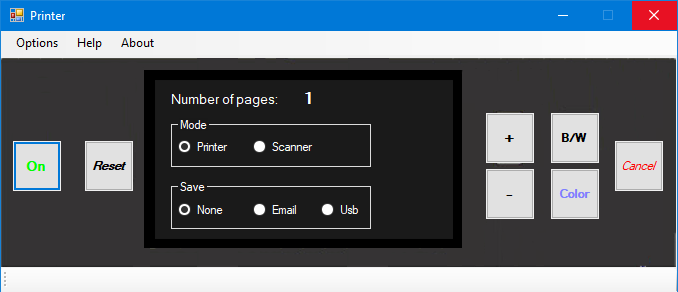 Printer
Options Help About
Number of pages: 1
Mode
Printer Scanner
Save
None Email Usb
On
Reset
+
B/W
-
Color
Cancel